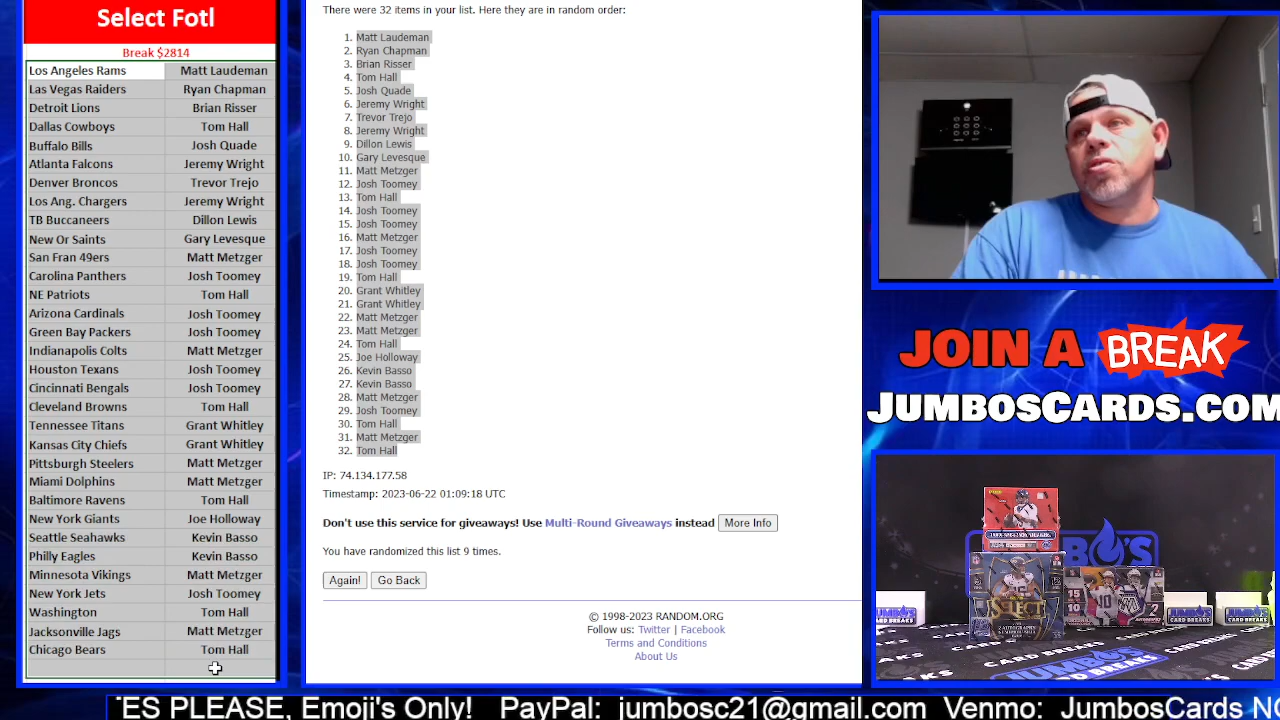 Select Fotl
Break $2814
Los Angeles Rams Matt Laudeman
Las Vegas Raiders Ryan Chapman
Detroit Lions Brian Risser
Dallas Cowboys Tom Hall
Buffalo Bills Josh Quade
Atlanta Falcons Jeremy Wright
Denver Broncos Trevor Trejo
Los Ang. Chargers Jeremy Wright
TB Buccaneers Dillon Lewis
New Or Saints Gary Levesque
San Fran 49ers Matt Metzger
Carolina Panthers Josh Toomey
NE Patriots Tom Hall
Arizona Cardinals Josh Toomey
Green Bay Packers Josh Toomey
Indianapolis Colts Matt Metzger
Houston Texans Josh Toomey
Cincinnati Bengals Josh Toomey
Cleveland Browns Tom Hall
Tennessee Titans Grant Whitley
Kansas City Chiefs Grant Whitley
Pittsburgh Steelers Matt Metzger
Miami Dolphins Matt Metzger
Baltimore Ravens Tom Hall
New York Giants Joe Holloway
Seattle Seahawks Kevin Basso
Philly Eagles Kevin Basso
Minnesota Vikings Matt Metzger
New York Jets Josh Toomey
Washington Tom Hall
Jacksonville Jags Matt Metzger
Chicago Bears Tom Hall
There were 32 items in your list. Here they are in random order:
1. Matt Laudeman
2. Ryan Chapman
3. Brian Risser
4. Tom Hall
5. Josh Quade
6. Jeremy Wright
7. Trevor Trejo
8. Jeremy Wright
9. Dillon Lewis
10. Gary Levesque
11. Matt Metzger
12. Josh Toomey
13. Tom Hall
14. Josh Toomey
15. Josh Toomey
16. Matt Metzger
17. Josh Toomey
18. Josh Toomey
19. Tom Hall
20. Grant Whitley
21. Grant Whitley
22. Matt Metzger
23. Matt Metzger
24. Tom Hall
25. Joe Holloway
26. Kevin Basso
27. Kevin Basso
28. Matt Metzger
29. Josh Toomey
30. Tom Hall
31. Matt Metzger
32. Tom Hall
IP: 74.134.177.58
Timestamp: 2023-06-22 01:09:18 UTC
Don't use this service for giveaways! Use Multi-Round Giveaways instead More Info
You have randomized this list 9 times.
Again! Go Back
© 1998-2023 RANDOM.ORG
Follow us: Twitter | Facebook
Terms and Conditions
About Us
JOIN A BREAK
JUMBOSCARDS.COM
SELECT
'ES PLEASE, Emoji's Only! PayPal: jumbosc21@gmail.com Venmo: JumbosCards NO